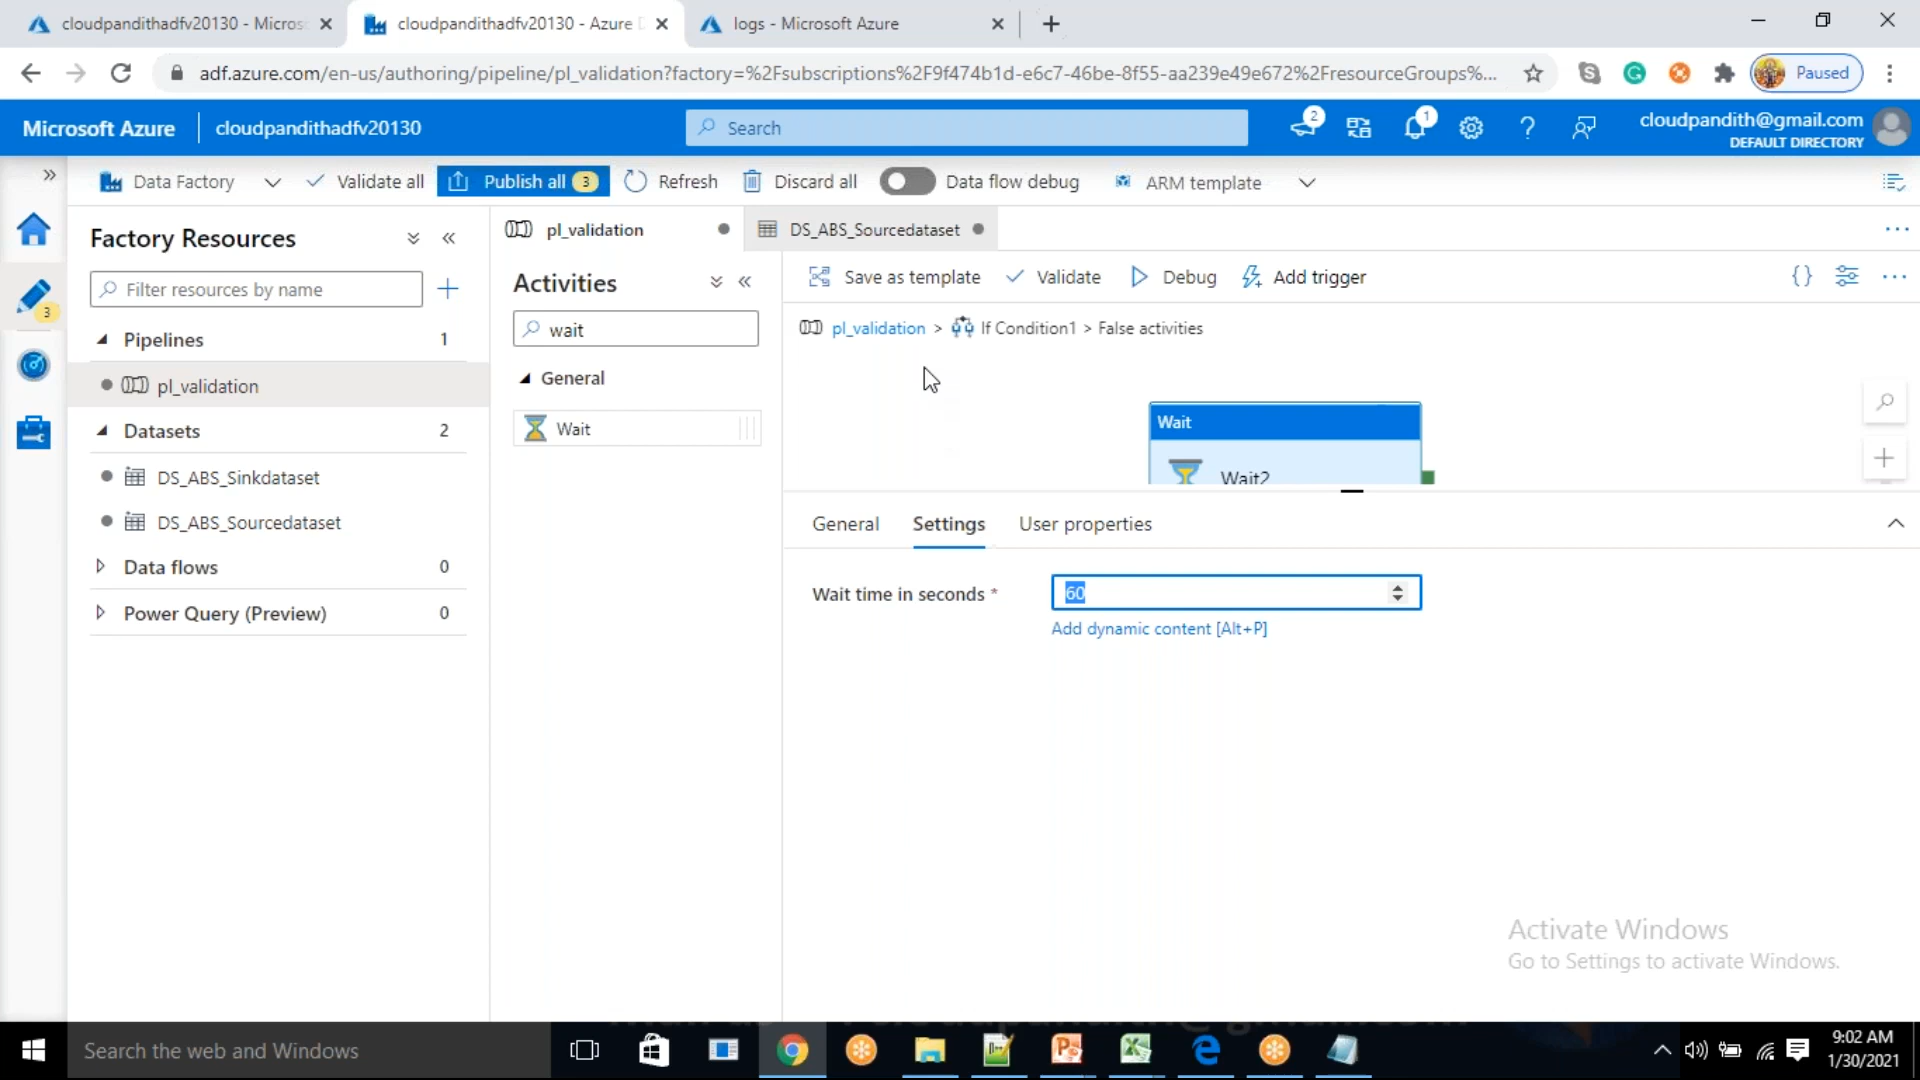 cloudpandithadfv20130 - Micros
cloudpandithadfv20130 - Azure D
logs - Microsoft Azure
adf.azure.com/en-us/authoring/pipeline/pl_validation?factory=%2Fsubscriptions%2F9f474b1d-e6c7-46be-8f55-aa239e49e672%2FresourceGroups%...
Paused
Microsoft Azure
cloudpandithadfv20130
Search
2
1
cloudpandith@gmail.com
DEFAULT DIRECTORY
Data Factory
Validate all
Publish all 3
Refresh
Discard all
Data flow debug
ARM template
3
Factory Resources
Filter resources by name
Pipelines 1
pl_validation
Datasets 2
DS_ABS_Sinkdataset
DS_ABS_Sourcedataset
Data flows 0
Power Query (Preview) 0
pl_validation
DS_ABS_Sourcedataset
Activities
wait
General
Wait
Save as template
Validate
Debug
Add trigger
pl_validation > If Condition1 > False activities
Wait
Wait2
General
Settings
User properties
Wait time in seconds *
60
Add dynamic content [Alt+P]
Activate Windows
Go to Settings to activate Windows.
Search the web and Windows
9:02 AM
1/30/2021